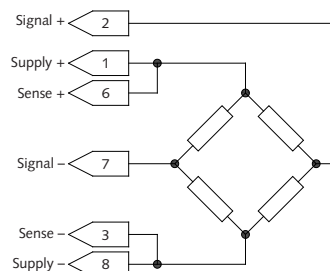 Signal + 2
Supply + 1
Sense + 6
Signal – 7
Sense – 3
Supply – 8